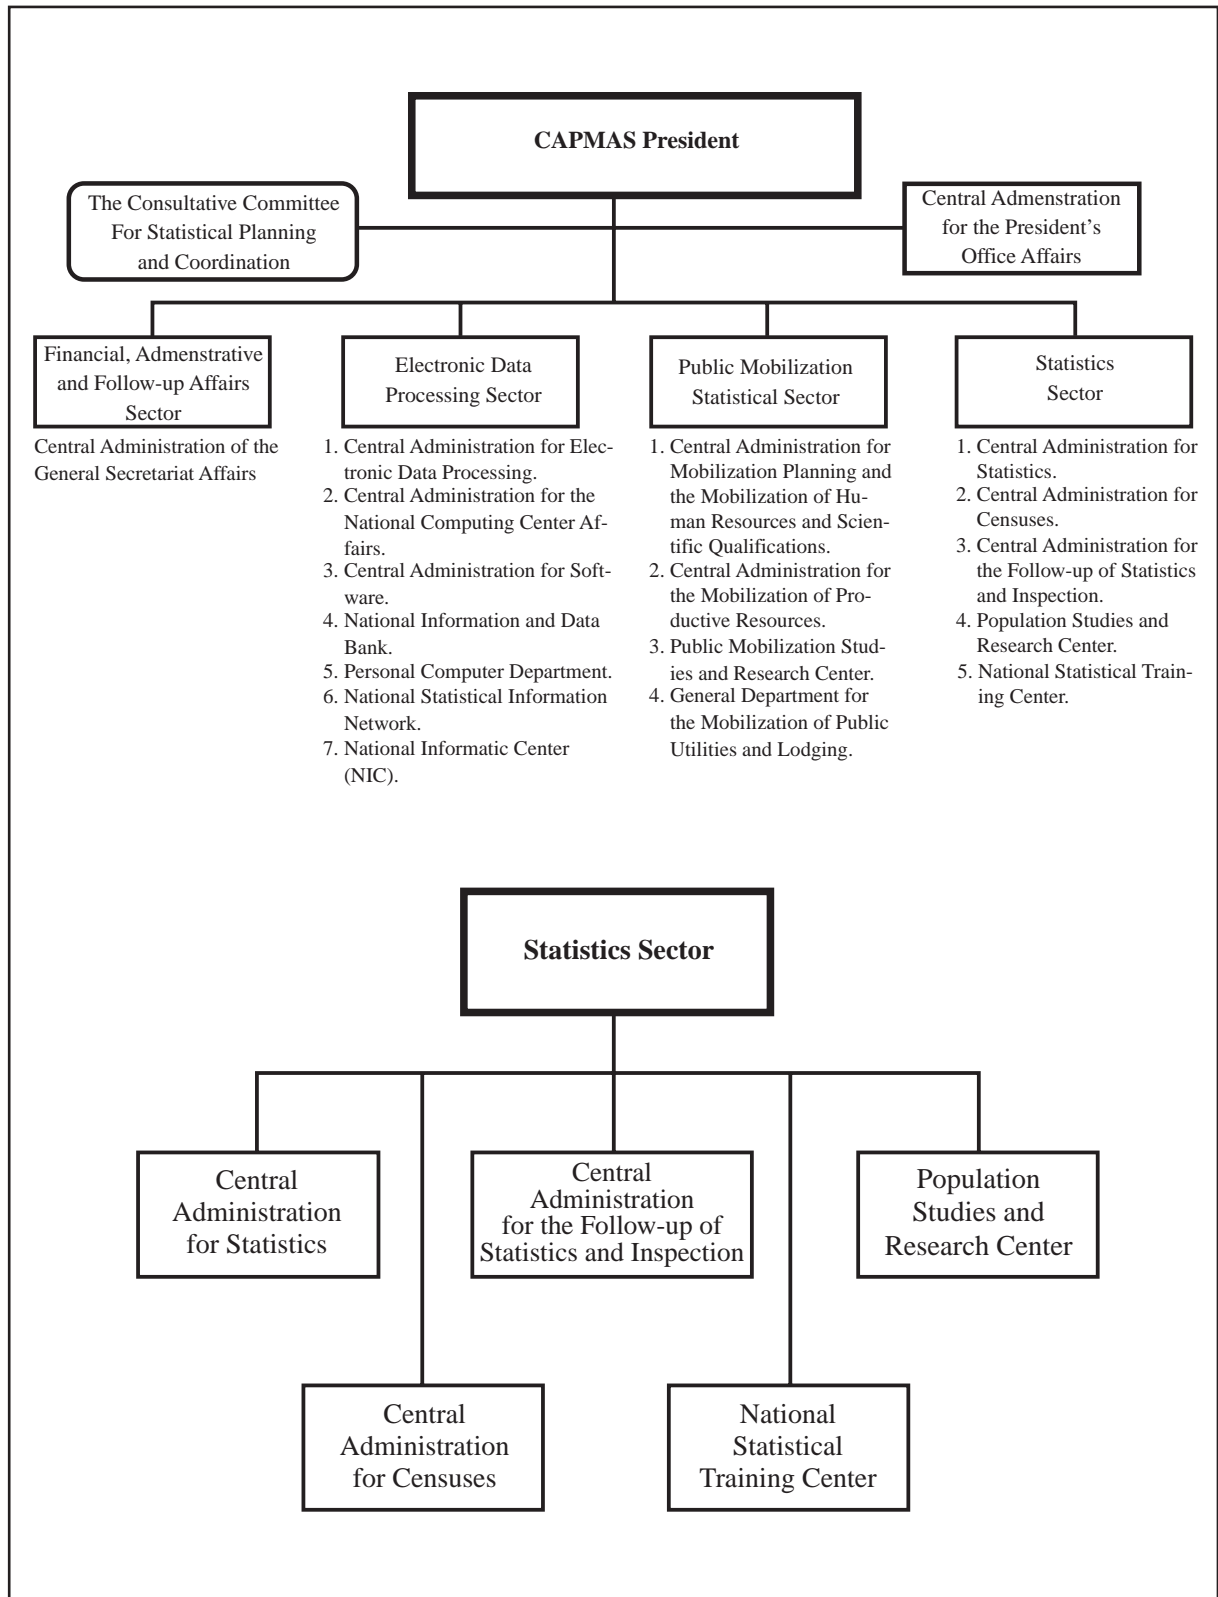 CAPMAS President
The Consultative Committee
For Statistical Planning
and Coordination
Central Admenstration
for the President's
Office Affairs
Financial, Admenstrative
and Follow-up Affairs
Sector
Central Administration of the
General Secretariat Affairs
Electronic Data
Processing Sector
1. Central Administration for Elec-
tronic Data Processing.
2. Central Administration for the
National Computing Center Af-
fairs.
3. Central Administration for Soft-
ware.
4. National Information and Data
Bank.
5. Personal Computer Department.
6. National Statistical Information
Network.
7. National Informatic Center
(NIC).
Public Mobilization
Statistical Sector
1. Central Administration for
Mobilization Planning and
the Mobilization of Hu-
man Resources and Scien-
tific Qualifications.
2. Central Administration for
the Mobilization of Pro-
ductive Resources.
3. Public Mobilization Stud-
ies and Research Center.
4. General Department for
the Mobilization of Public
Utilities and Lodging.
Statistics
Sector
1. Central Administration for
Statistics.
2. Central Administration for
Censuses.
3. Central Administration for
the Follow-up of Statistics
and Inspection.
4. Population Studies and
Research Center.
5. National Statistical Train-
ing Center.
Statistics Sector
Central
Administration
for Statistics
Central
Administration
for the Follow-up of
Statistics and Inspection
Population
Studies and
Research Center
Central
Administration
for Censuses
National
Statistical
Training Center